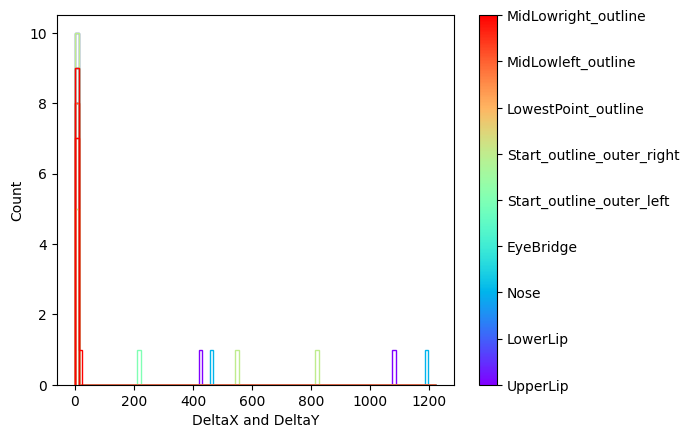 10
8
6
4
2
0
Count
0 200 400 600 800 1000 1200
DeltaX and DeltaY
MidLowright_outline
MidLowleft_outline
LowestPoint_outline
Start_outline_outer_right
Start_outline_outer_left
EyeBridge
Nose
LowerLip
UpperLip